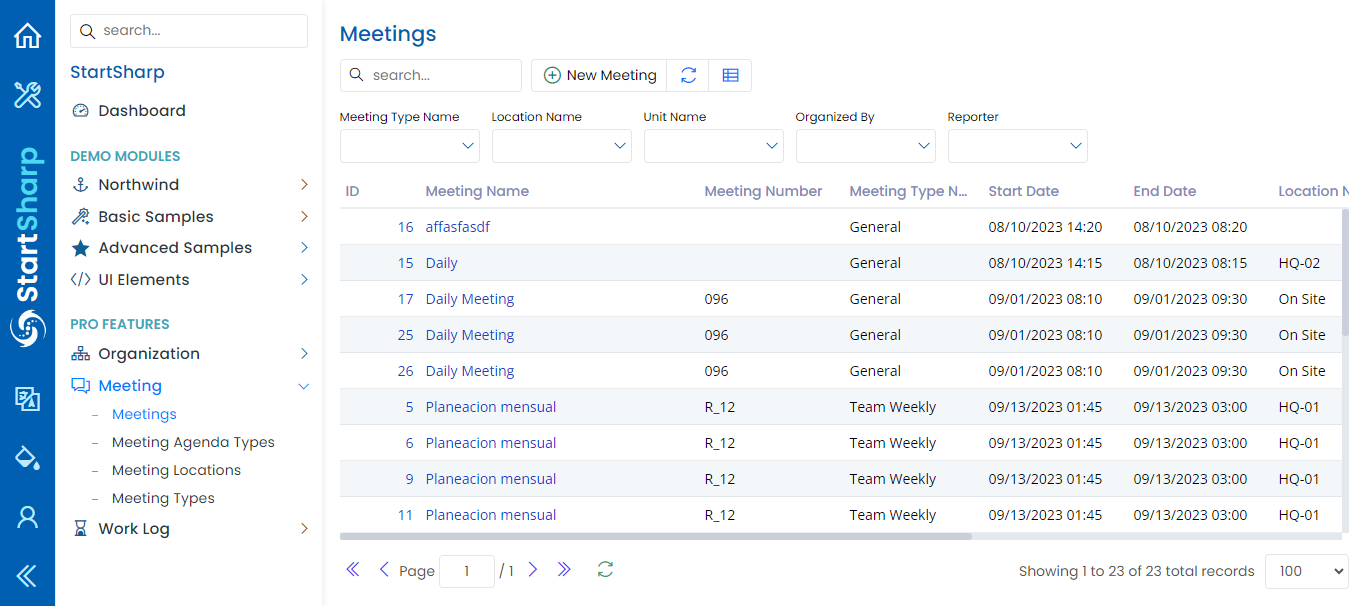 StartSharp
search...
StartSharp
Dashboard
DEMO MODULES
Northwind
Basic Samples
Advanced Samples
UI Elements
PRO FEATURES
Organization
Meeting
Meetings
Meeting Agenda Types
Meeting Locations
Meeting Types
Work Log
Meetings
search... New Meeting
Meeting Type Name Location Name Unit Name Organized By Reporter
ID Meeting Name Meeting Number Meeting Type N... Start Date End Date Location N
16 affasfasdf General 08/10/2023 14:20 08/10/2023 08:20
15 Daily General 08/10/2023 14:15 08/10/2023 08:15 HQ-02
17 Daily Meeting 096 General 09/01/2023 08:10 09/01/2023 09:30 On Site
25 Daily Meeting 096 General 09/01/2023 08:10 09/01/2023 09:30 On Site
26 Daily Meeting 096 General 09/01/2023 08:10 09/01/2023 09:30 On Site
5 Planeacion mensual R_12 Team Weekly 09/13/2023 01:45 09/13/2023 03:00 HQ-01
6 Planeacion mensual R_12 Team Weekly 09/13/2023 01:45 09/13/2023 03:00 HQ-01
9 Planeacion mensual R_12 Team Weekly 09/13/2023 01:45 09/13/2023 03:00 HQ-01
11 Planeacion mensual R_12 Team Weekly 09/13/2023 01:45 09/13/2023 03:00 HQ-01
Page 1 / 1 Showing 1 to 23 of 23 total records 100